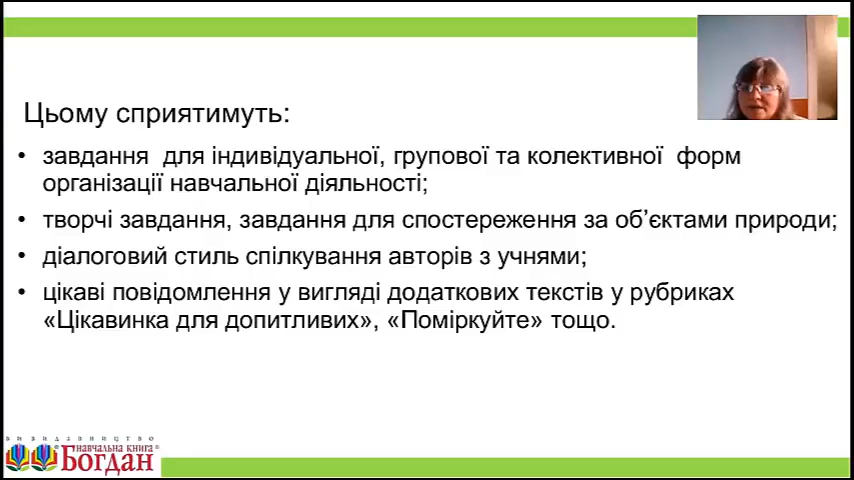 Цьому сприятимуть:
• завдання для індивідуальної, групової та колективної форм
організації навчальної діяльності;
• творчі завдання, завдання для спостереження за об’єктами природи;
• діалоговий стиль спілкування авторів з учнями;
• цікаві повідомлення у вигляді додаткових текстів у рубриках
«Цікавинка для допитливих», «Поміркуйте» тощо.
видавництво
навчальна книга
Богдан